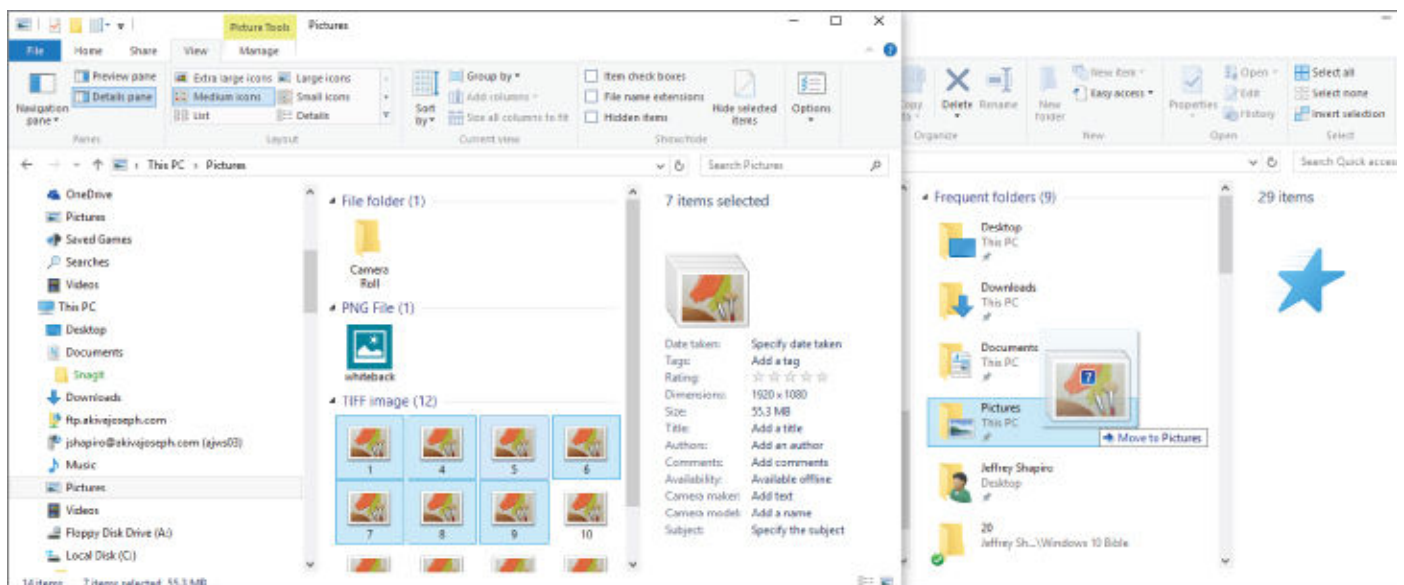 Picture Tools Pictures
File Home Share View Manage
Preview pane
Details pane
Navigation pane
Panes
Extra large icons Large icons
Medium icons Small icons
List Details
Layout
Sort by
Group by
Add columns
Size all columns to fit
Current view
Item check boxes
File name extensions
Hidden items
Hide selected items
Options
Show/hide
This PC › Pictures
Search Pictures
OneDrive
Pictures
Saved Games
Searches
Videos
This PC
Desktop
Documents
Snagit
Downloads
ftp.akivajoseph.com
jshapiro@akivajoseph.com (ajws03)
Music
Pictures
Videos
Floppy Disk Drive (A:)
Local Disk (C:)
14 items 7 items selected 55.3 MB
File folder (1)
Camera
Roll
PNG File (1)
whiteback
TIFF image (12)
1 4 5 6
7 8 9 10
7 items selected
Date taken: Specify date taken
Tags: Add a tag
Rating:
Dimensions: 1920 x 1080
Size: 55.3 MB
Title: Add a title
Authors: Add an author
Comments: Add comments
Availability: Available offline
Camera maker: Add text
Camera model: Add a name
Subject: Specify the subject
Copy
Delete
Rename
Organize
New
folder
New item
Easy access
New
Properties
Open
Edit
History
Open
Select all
Select none
Invert selection
Select
Search Quick acces
Frequent folders (9)
Desktop
This PC
Downloads
This PC
Documents
This PC
Pictures
This PC
Move to Pictures
Jeffrey Shapiro
Desktop
20
Jeffrey Sh...\Windows 10 Bible
29 items